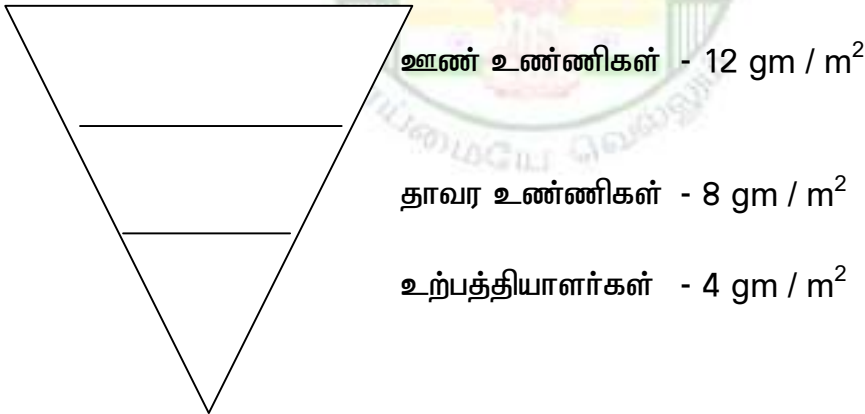 ஊண் உண்ணிகள் - 12 gm / m²
ாய்மையே வெல்லு
தாவர உண்ணிகள் - 8 gm / m²
உற்பத்தியாளர்கள் - 4 gm / m²